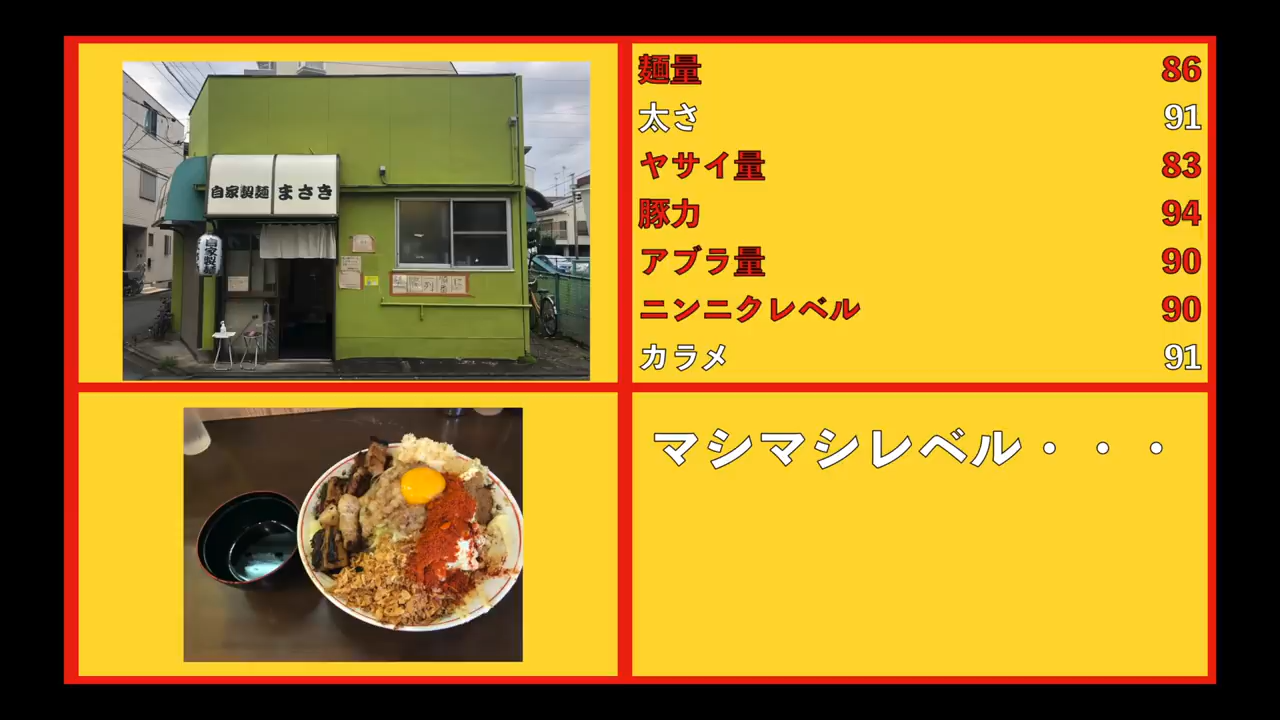 自家製麺 まさき
自家製麺
麺量 86
太さ 91
ヤサイ量 83
豚力 94
アブラ量 90
ニンニクレベル 90
カラメ 91
マシマシレベル・・・